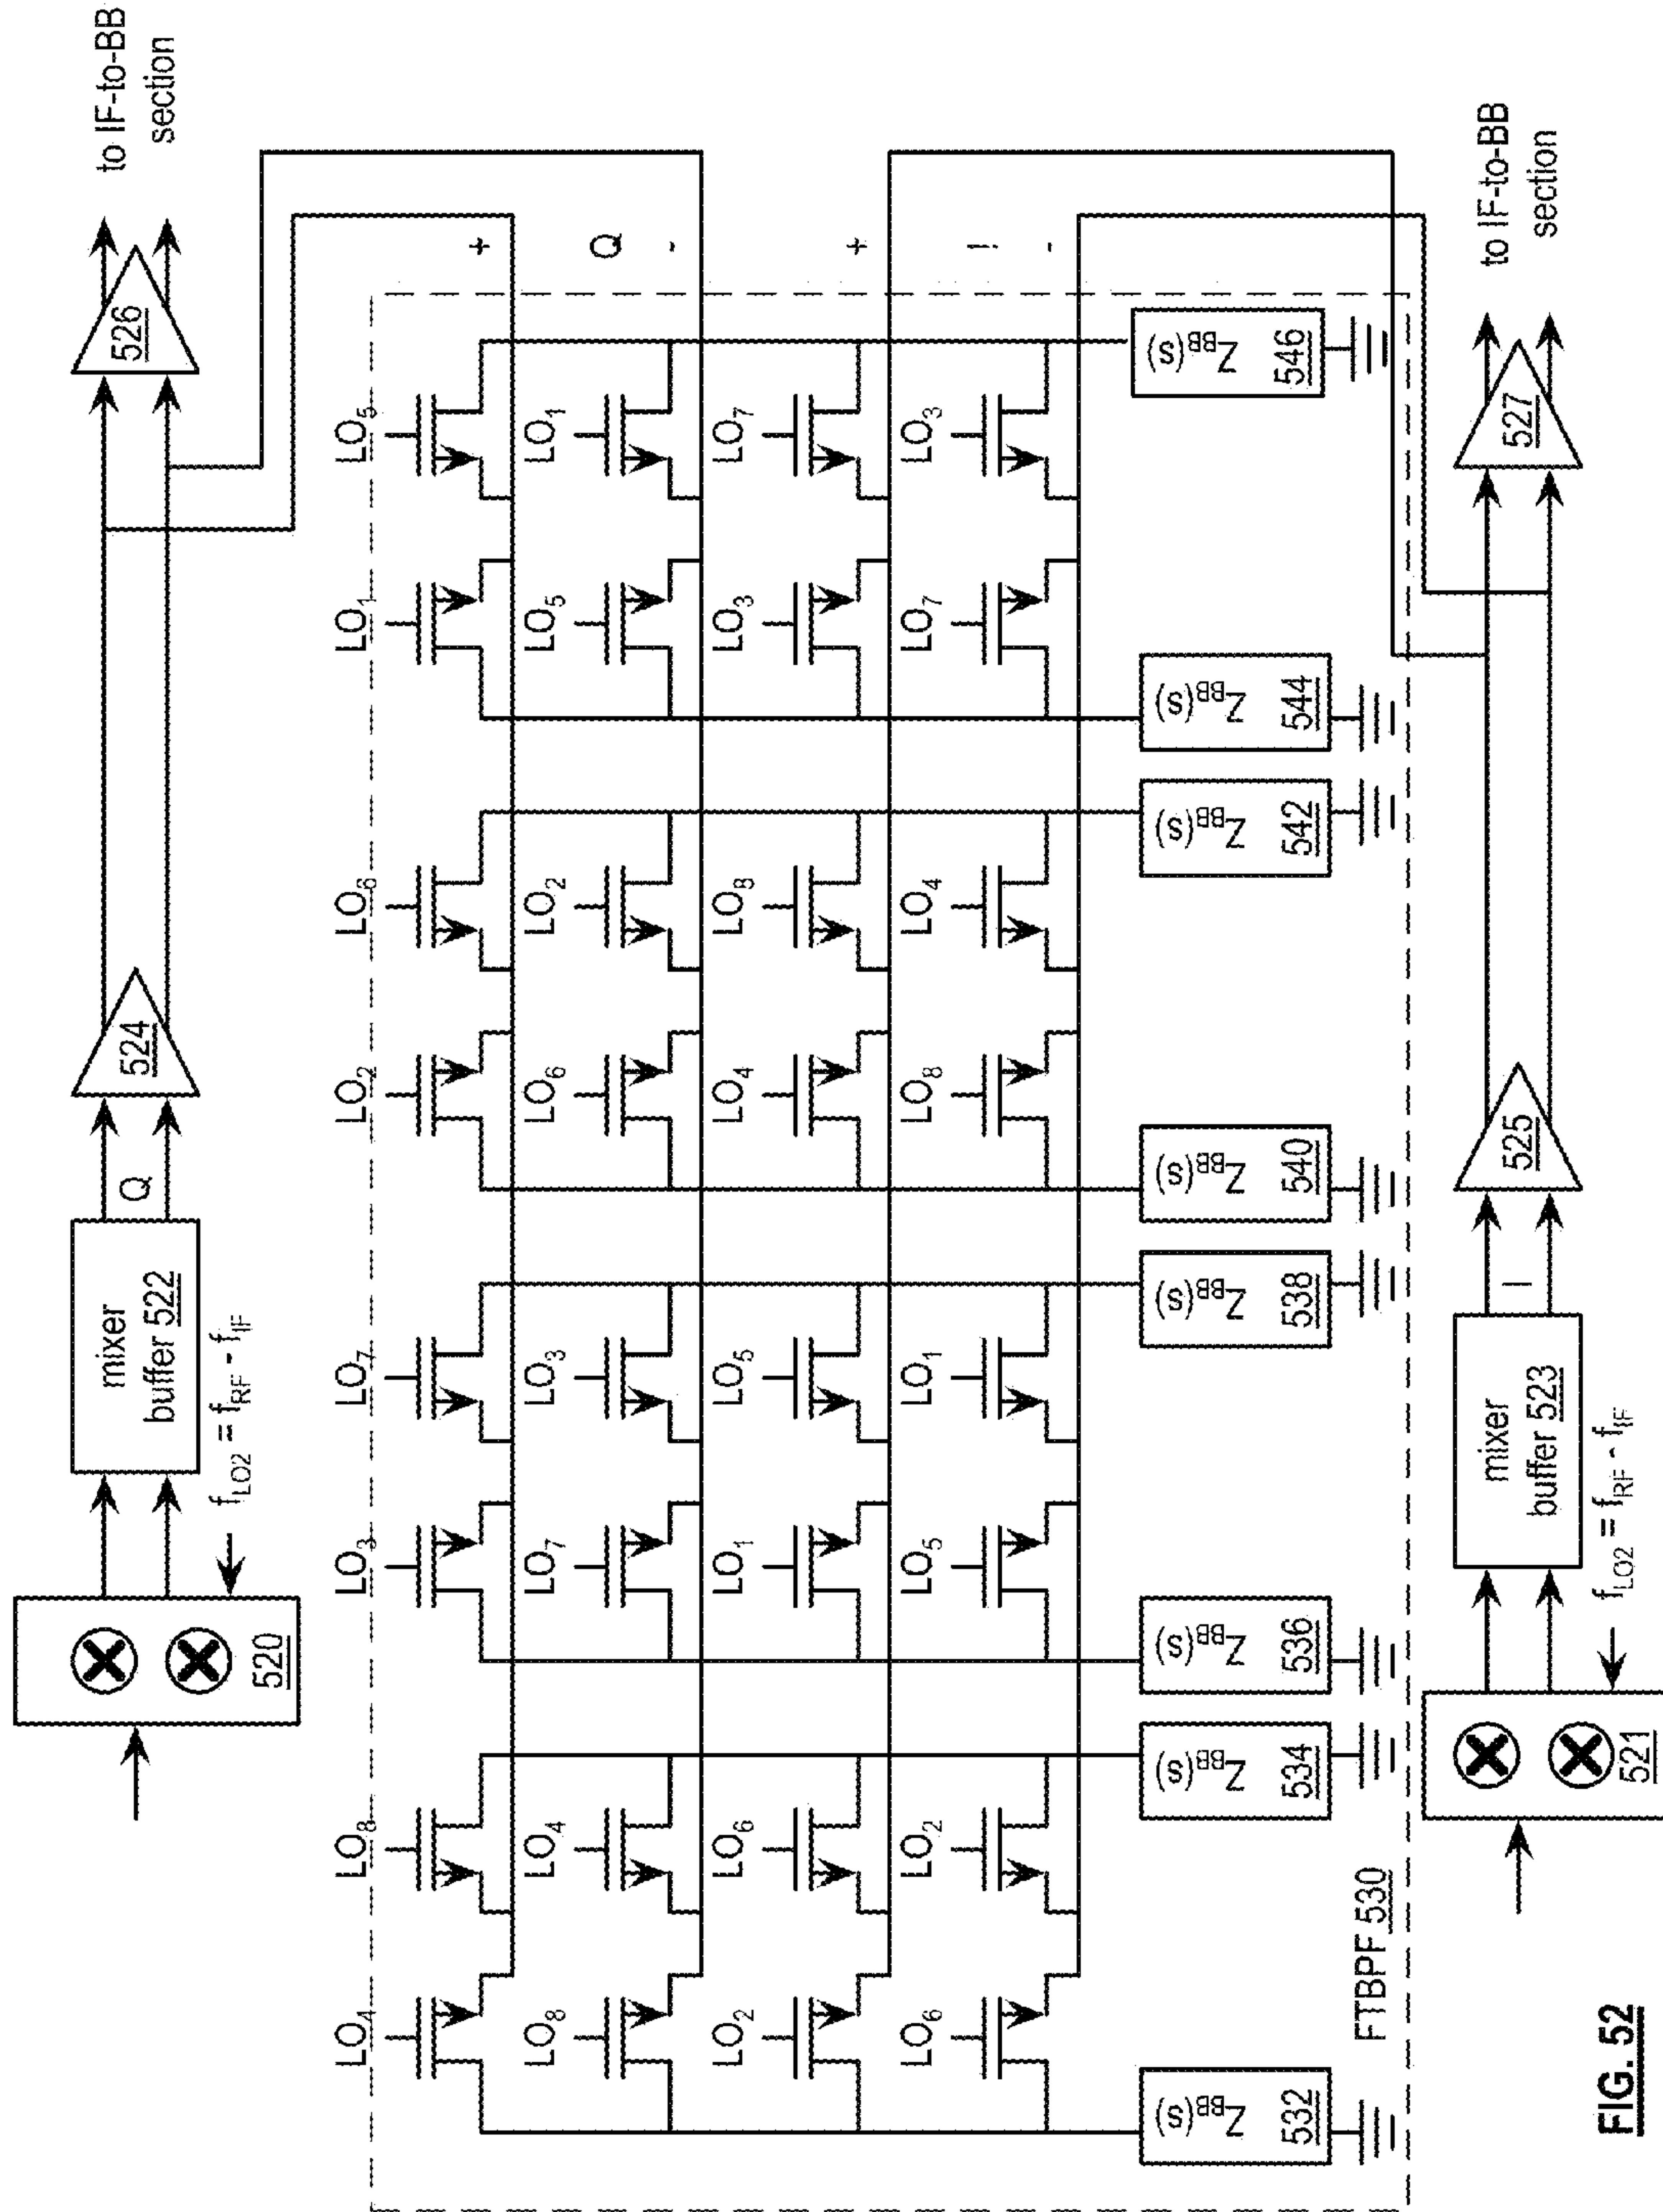 520
f_LO2 = f_RF - f_IF
mixer
buffer 522
Q
524
526
to IF-to-BB
section
LO4 LO8 LO3 LO7 LO2 LO6 LO1 LO5
+
LO8 LO4 LO7 LO3 LO6 LO2 LO5 LO1
Q
-
LO2 LO6 LO1 LO5 LO4 LO8 LO3 LO7
+
LO6 LO2 LO5 LO1 LO8 LO4 LO7 LO3
I
-
Z_BB(s)
532
Z_BB(s)
534
Z_BB(s)
536
Z_BB(s)
538
Z_BB(s)
540
Z_BB(s)
542
Z_BB(s)
544
Z_BB(s)
546
FTBPF 530
521
f_LO2 = f_RF - f_IF
mixer
buffer 523
I
525
527
to IF-to-BB
section
FIG. 52